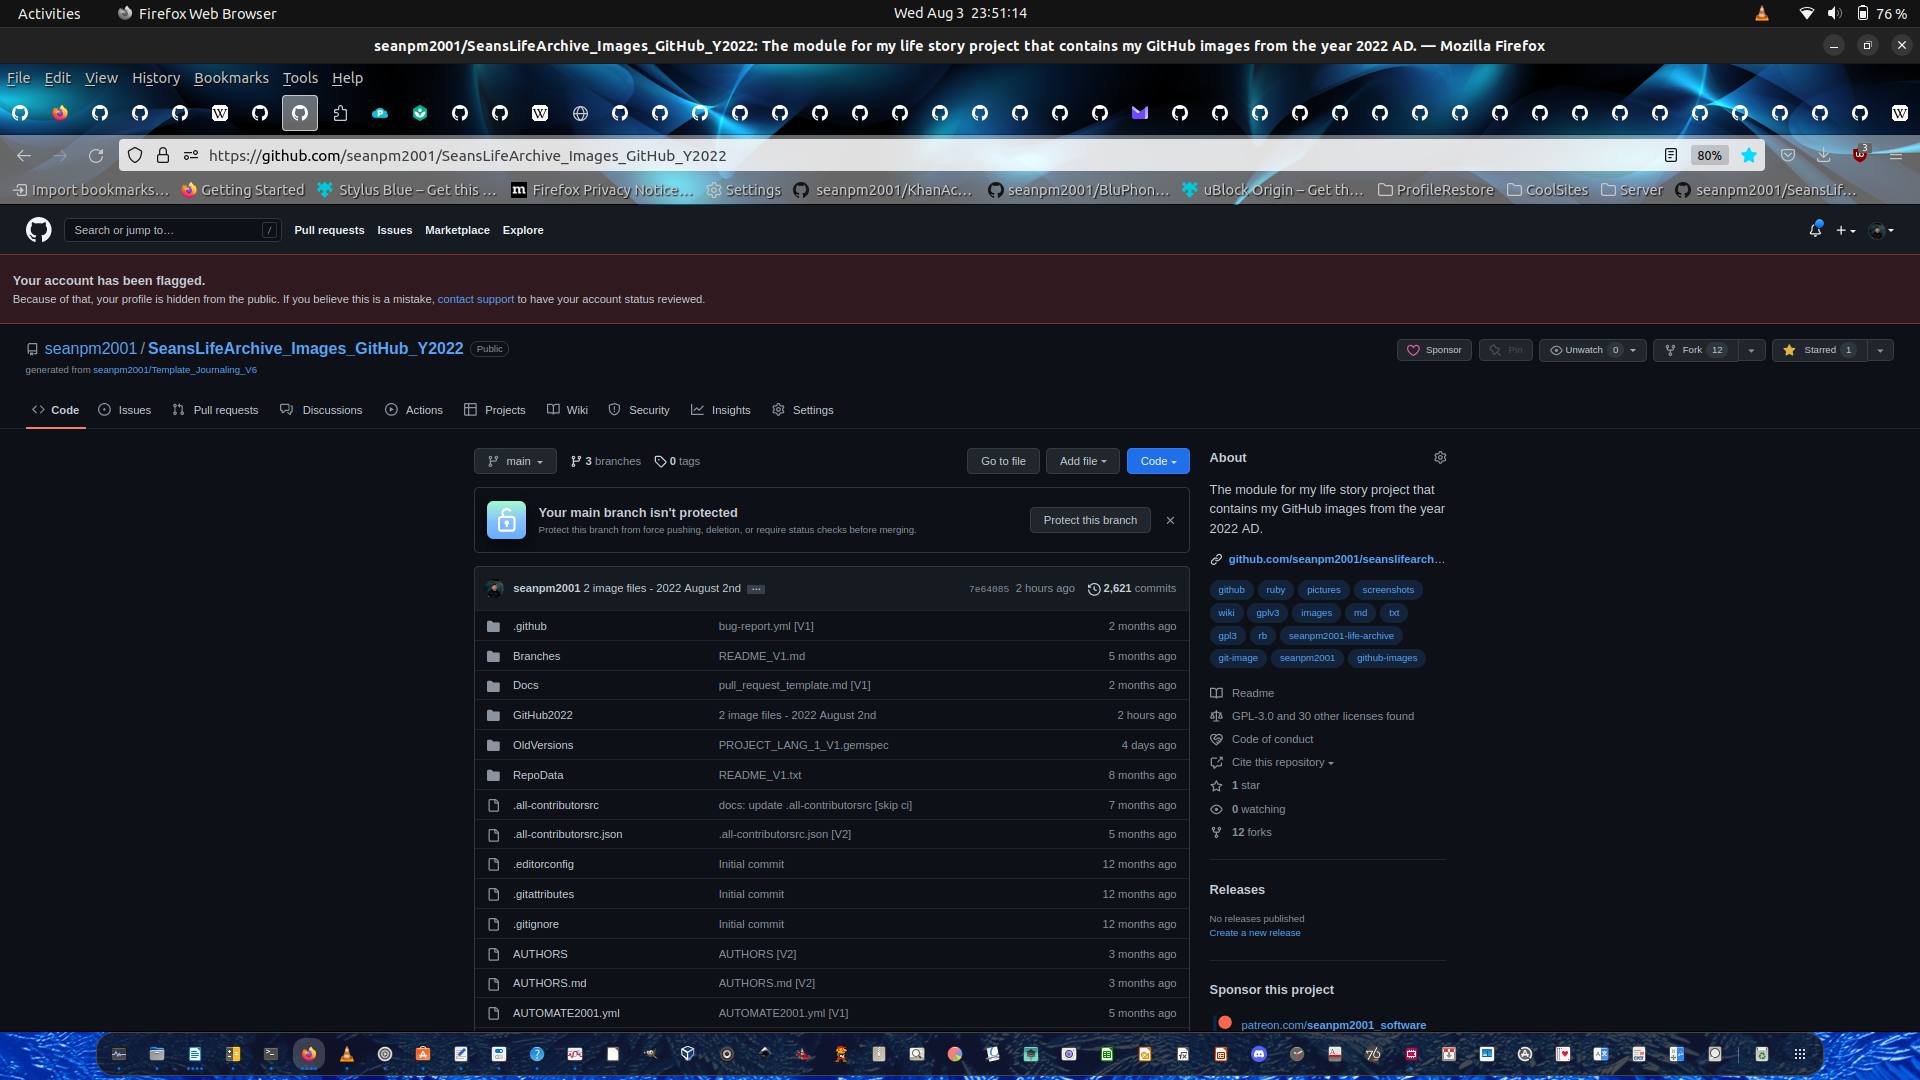 Activities Firefox Web Browser Wed Aug 3 23:51:14 76 %
seanpm2001/SeansLifeArchive_Images_GitHub_Y2022: The module for my life story project that contains my GitHub images from the year 2022 AD. — Mozilla Firefox
File Edit View History Bookmarks Tools Help
https://github.com/seanpm2001/SeansLifeArchive_Images_GitHub_Y2022 80% 3
Import bookmarks… Getting Started Stylus Blue – Get this … Firefox Privacy Notice… Settings seanpm2001/KhanAc… seanpm2001/BluPhon… uBlock Origin – Get th… ProfileRestore CoolSites Server seanpm2001/SeansLif…
Search or jump to… / Pull requests Issues Marketplace Explore
Your account has been flagged.
Because of that, your profile is hidden from the public. If you believe this is a mistake, contact support to have your account status reviewed.
seanpm2001 / SeansLifeArchive_Images_GitHub_Y2022 Public Sponsor Pin Unwatch 0 Fork 12 Starred 1
generated from seanpm2001/Template_Journaling_V6
Code Issues Pull requests Discussions Actions Projects Wiki Security Insights Settings
main 3 branches 0 tags Go to file Add file Code
Your main branch isn't protected
Protect this branch from force pushing, deletion, or require status checks before merging.
Protect this branch
seanpm2001 2 image files - 2022 August 2nd … 7e64085 2 hours ago 2,621 commits
.github bug-report.yml [V1] 2 months ago
Branches README_V1.md 5 months ago
Docs pull_request_template.md [V1] 2 months ago
GitHub2022 2 image files - 2022 August 2nd 2 hours ago
OldVersions PROJECT_LANG_1_V1.gemspec 4 days ago
RepoData README_V1.txt 8 months ago
.all-contributorsrc docs: update .all-contributorsrc [skip ci] 7 months ago
.all-contributorsrc.json .all-contributorsrc.json [V2] 5 months ago
.editorconfig Initial commit 12 months ago
.gitattributes Initial commit 12 months ago
.gitignore Initial commit 12 months ago
AUTHORS AUTHORS [V2] 3 months ago
AUTHORS.md AUTHORS.md [V2] 3 months ago
AUTOMATE2001.yml AUTOMATE2001.yml [V1] 5 months ago
About
The module for my life story project that
contains my GitHub images from the year
2022 AD.
github.com/seanpm2001/seanslifearch…
github ruby pictures screenshots
wiki gplv3 images md txt
gpl3 rb seanpm2001-life-archive
git-image seanpm2001 github-images
Readme
GPL-3.0 and 30 other licenses found
Code of conduct
Cite this repository
1 star
0 watching
12 forks
Releases
No releases published
Create a new release
Sponsor this project
patreon.com/seanpm2001_software